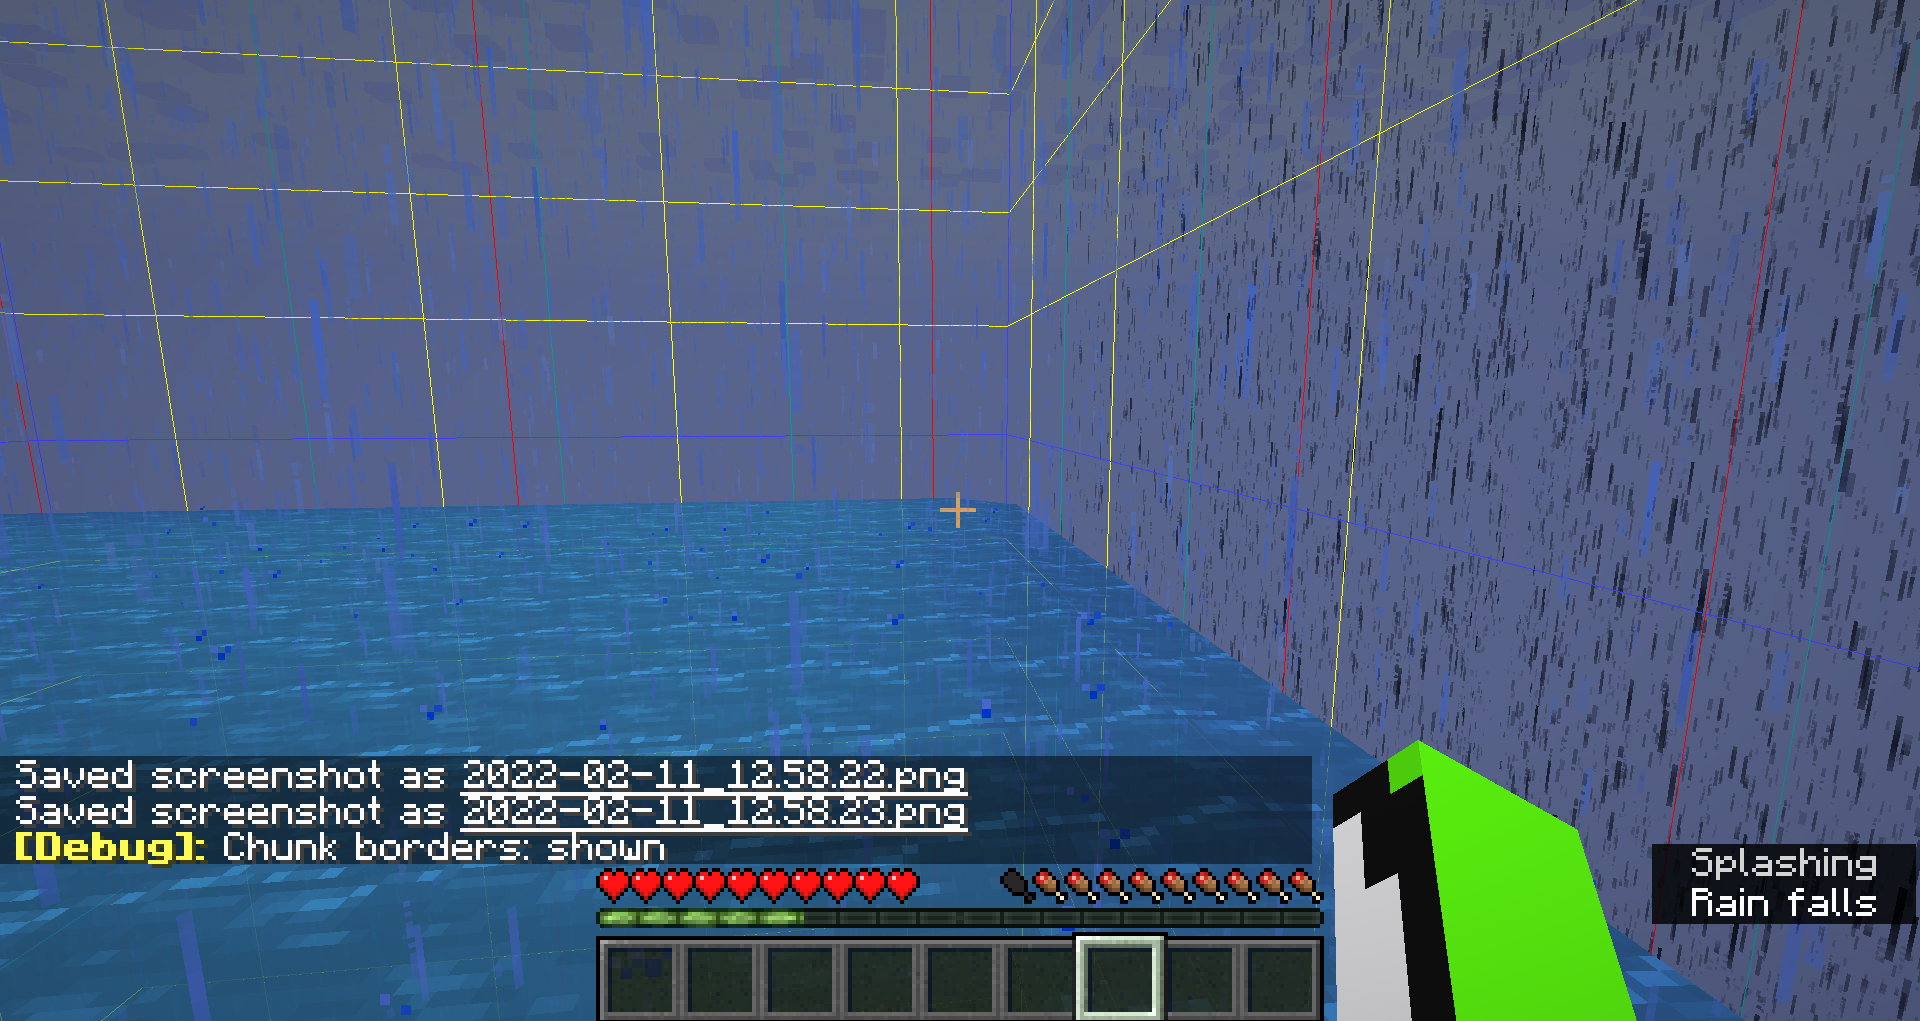 Saved screenshot as 2022-02-11_12.58.22.png
Saved screenshot as 2022-02-11_12.58.23.png
[Debug]: Chunk borders: shown
Splashing
Rain falls